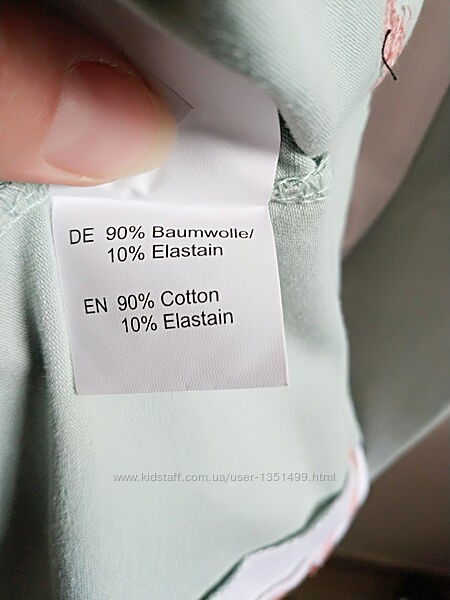 DE 90% Baumwolle/
10% Elastain
EN 90% Cotton
10% Elastain
www.kidstaff.com.ua/user-1351499.html